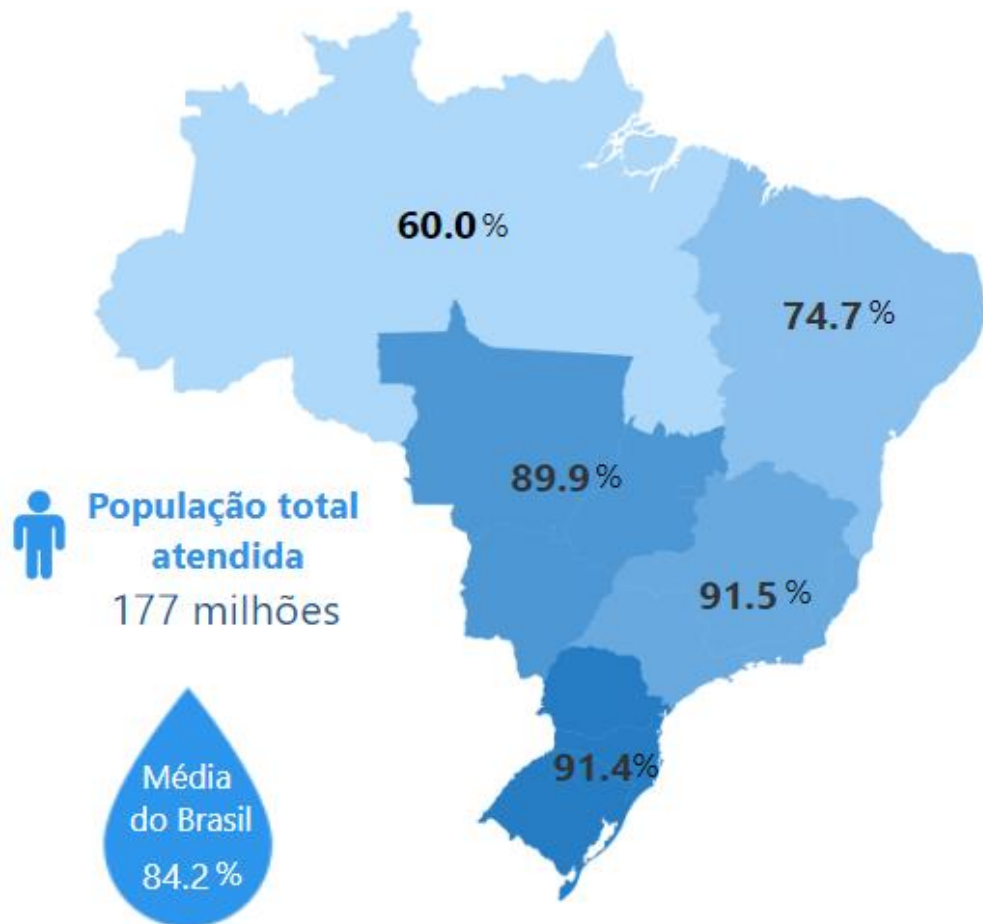 60.0 %
74.7 %
89.9 %
População total
atendida
177 milhões
91.5 %
91.4%
Média
do Brasil
84.2 %